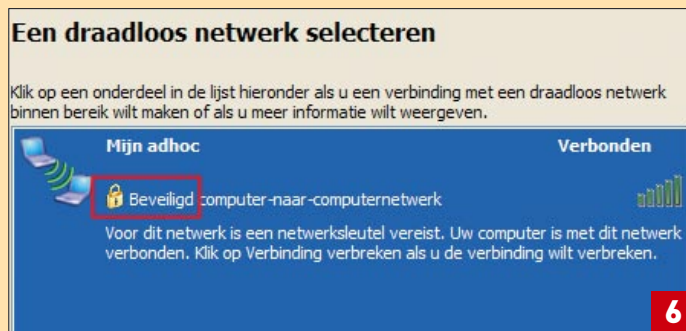 Een draadloos netwerk selecteren
Klik op een onderdeel in de lijst hieronder als u een verbinding met een draadloos netwerk
binnen bereik wilt maken of als u meer informatie wilt weergeven.
Mijn adhoc Verbonden
Beveiligd computer-naar-computernetwerk
Voor dit netwerk is een netwerksleutel vereist. Uw computer is met dit netwerk
verbonden. Klik op Verbinding verbreken als u de verbinding wilt verbreken.
6